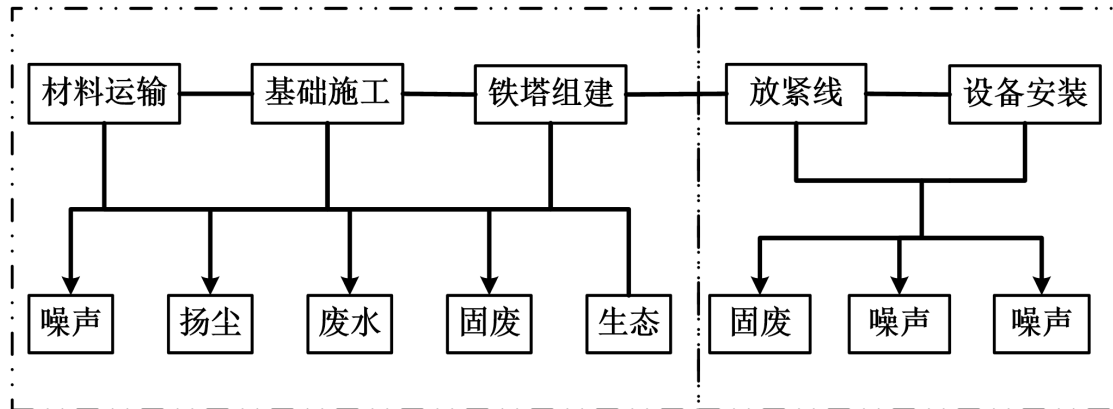 材料运输
基础施工
铁塔组建
放紧线
设备安装
噪声
扬尘
废水
固废
生态
固废
噪声
噪声